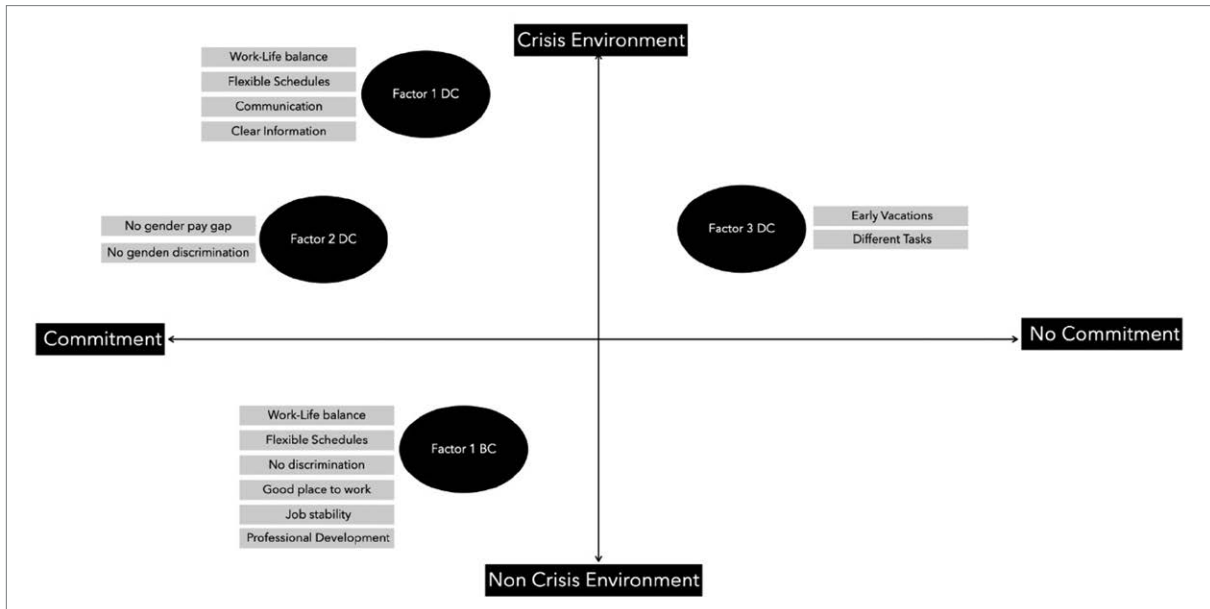 Crisis Environment
Work-Life balance
Flexible Schedules
Communication
Clear Information
Factor 1 DC
No gender pay gap
No genden discrimination
Factor 2 DC
Factor 3 DC
Early Vacations
Different Tasks
Commitment
No Commitment
Work-Life balance
Flexible Schedules
No discrimination
Good place to work
Job stability
Professional Development
Factor 1 BC
Non Crisis Environment